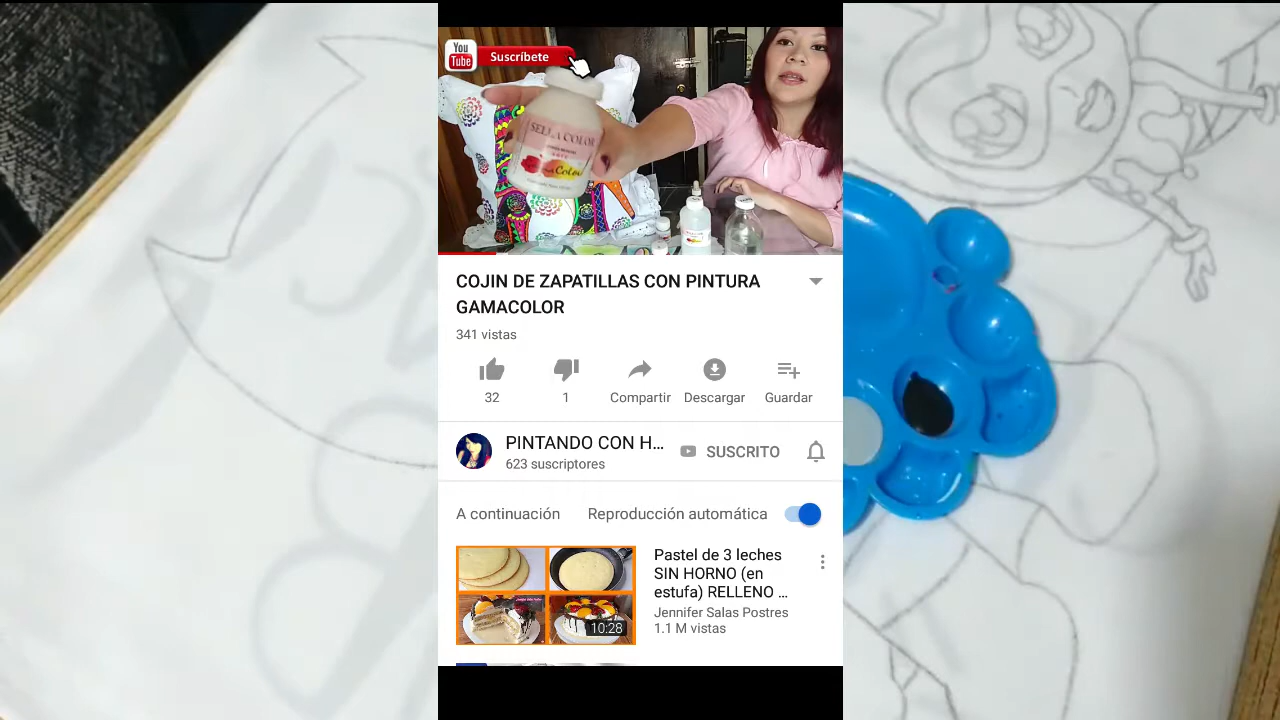 You
Tube
Suscríbete
SELLA COLOR
Color
COJIN DE ZAPATILLAS CON PINTURA
GAMACOLOR
341 vistas
32
1
Compartir
Descargar
Guardar
PINTANDO CON H...
SUSCRITO
623 suscriptores
A continuación
Reproducción automática
Pastel de 3 leches
SIN HORNO (en
estufa) RELLENO ...
Jennifer Salas Postres
1.1 M vistas
10:28